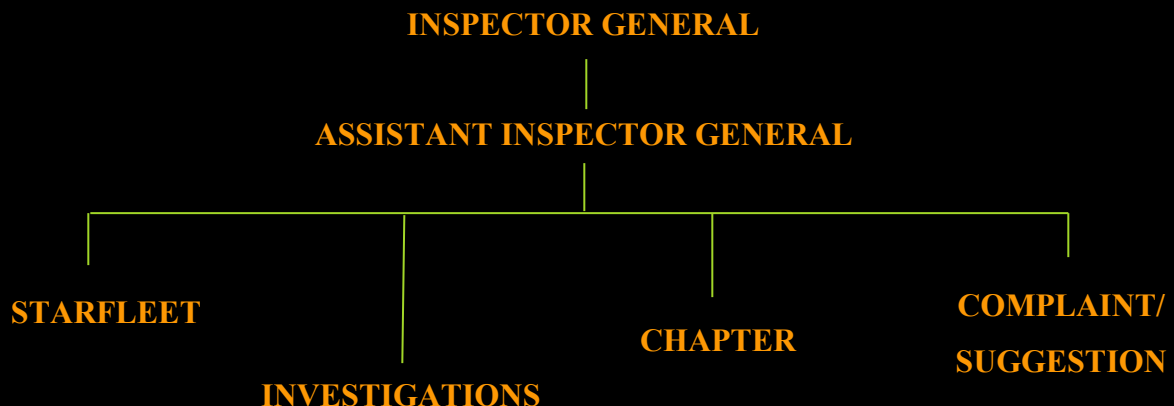 INSPECTOR GENERAL
ASSISTANT INSPECTOR GENERAL
STARFLEET
INVESTIGATIONS
CHAPTER
COMPLAINT/
SUGGESTION